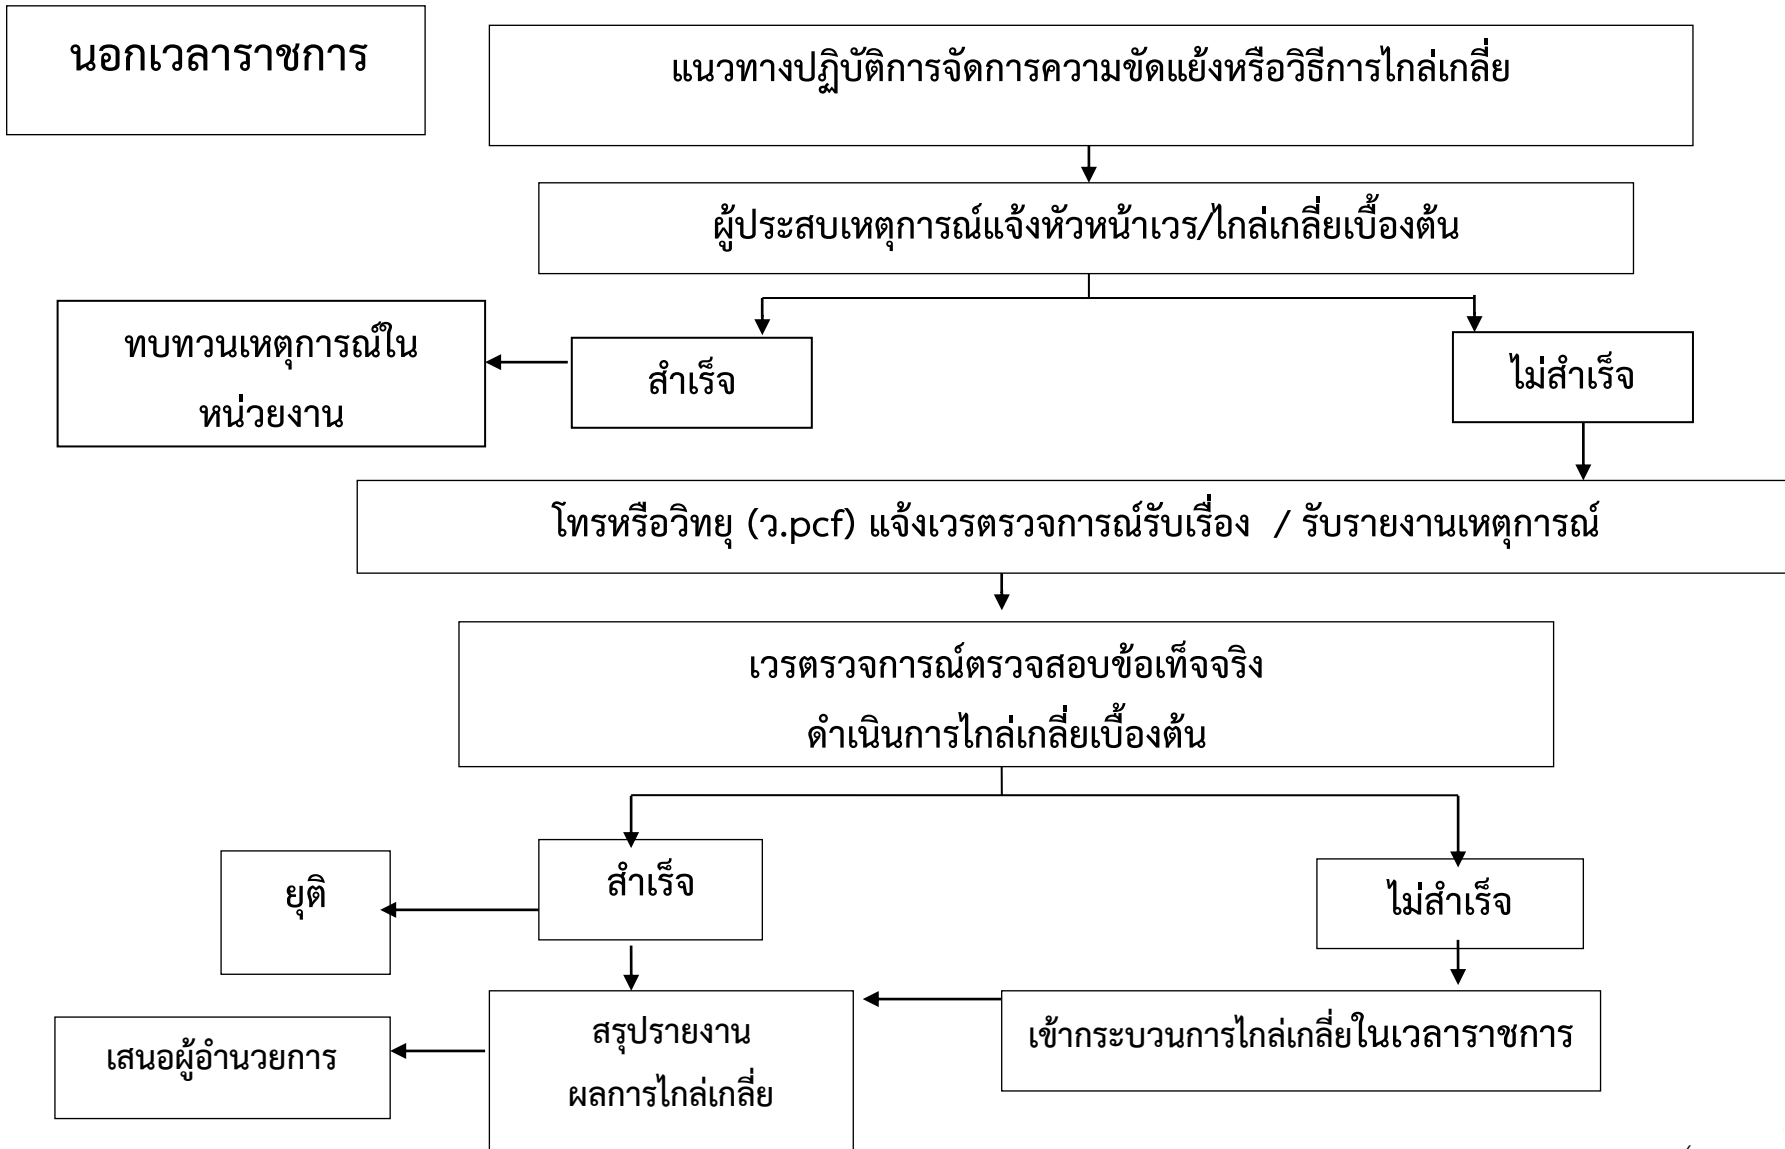 นอกเวลาราชการ
แนวทางปฏิบัติการจัดการความขัดแย้งหรือวิธีการไกล่เกลี่ย
ผู้ประสบเหตุการณ์แจ้งหัวหน้าเวร/ไกล่เกลี่ยเบื้องต้น
ทบทวนเหตุการณ์ใน
หน่วยงาน
สำเร็จ
ไม่สำเร็จ
โทรหรือวิทยุ (ว.pcf) แจ้งเวรตรวจการณ์รับเรื่อง / รับรายงานเหตุการณ์
เวรตรวจการณ์ตรวจสอบข้อเท็จจริง
ดำเนินการไกล่เกลี่ยเบื้องต้น
ยุติ
สำเร็จ
ไม่สำเร็จ
เสนอผู้อำนวยการ
สรุปรายงาน
ผลการไกล่เกลี่ย
เข้ากระบวนการไกล่เกลี่ยในเวลาราชการ